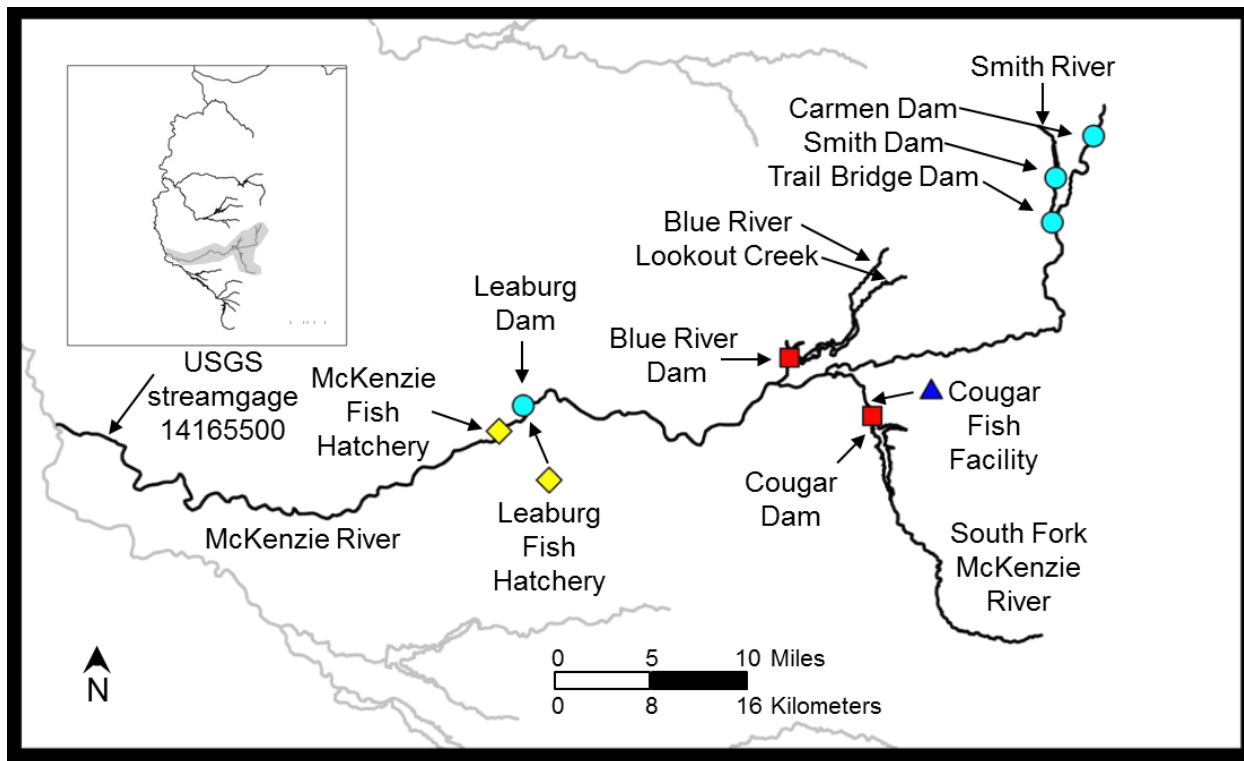 Smith River
Carmen Dam
Smith Dam
Trail Bridge Dam
Blue River
Lookout Creek
Leaburg
Dam
Blue River
Dam
USGS
streamgage
14165500
McKenzie
Fish
Hatchery
Cougar
Fish
Facility
Cougar
Dam
Leaburg
Fish
Hatchery
McKenzie River
South Fork
McKenzie
River
N
0 5 10 Miles
0 8 16 Kilometers